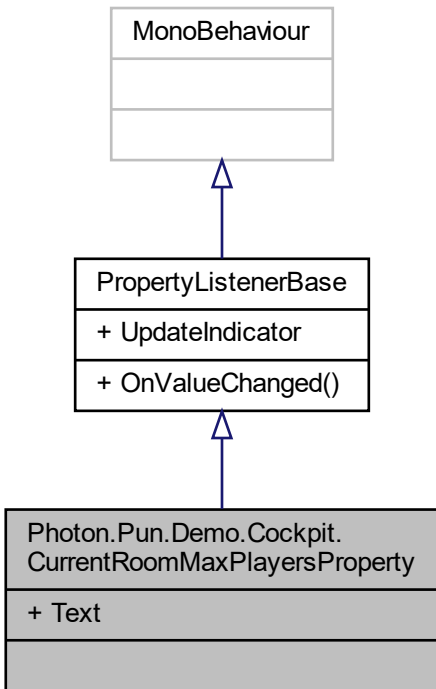 MonoBehaviour
PropertyListenerBase
+ UpdateIndicator
+ OnValueChanged()
Photon.Pun.Demo.Cockpit.
CurrentRoomMaxPlayersProperty
+ Text